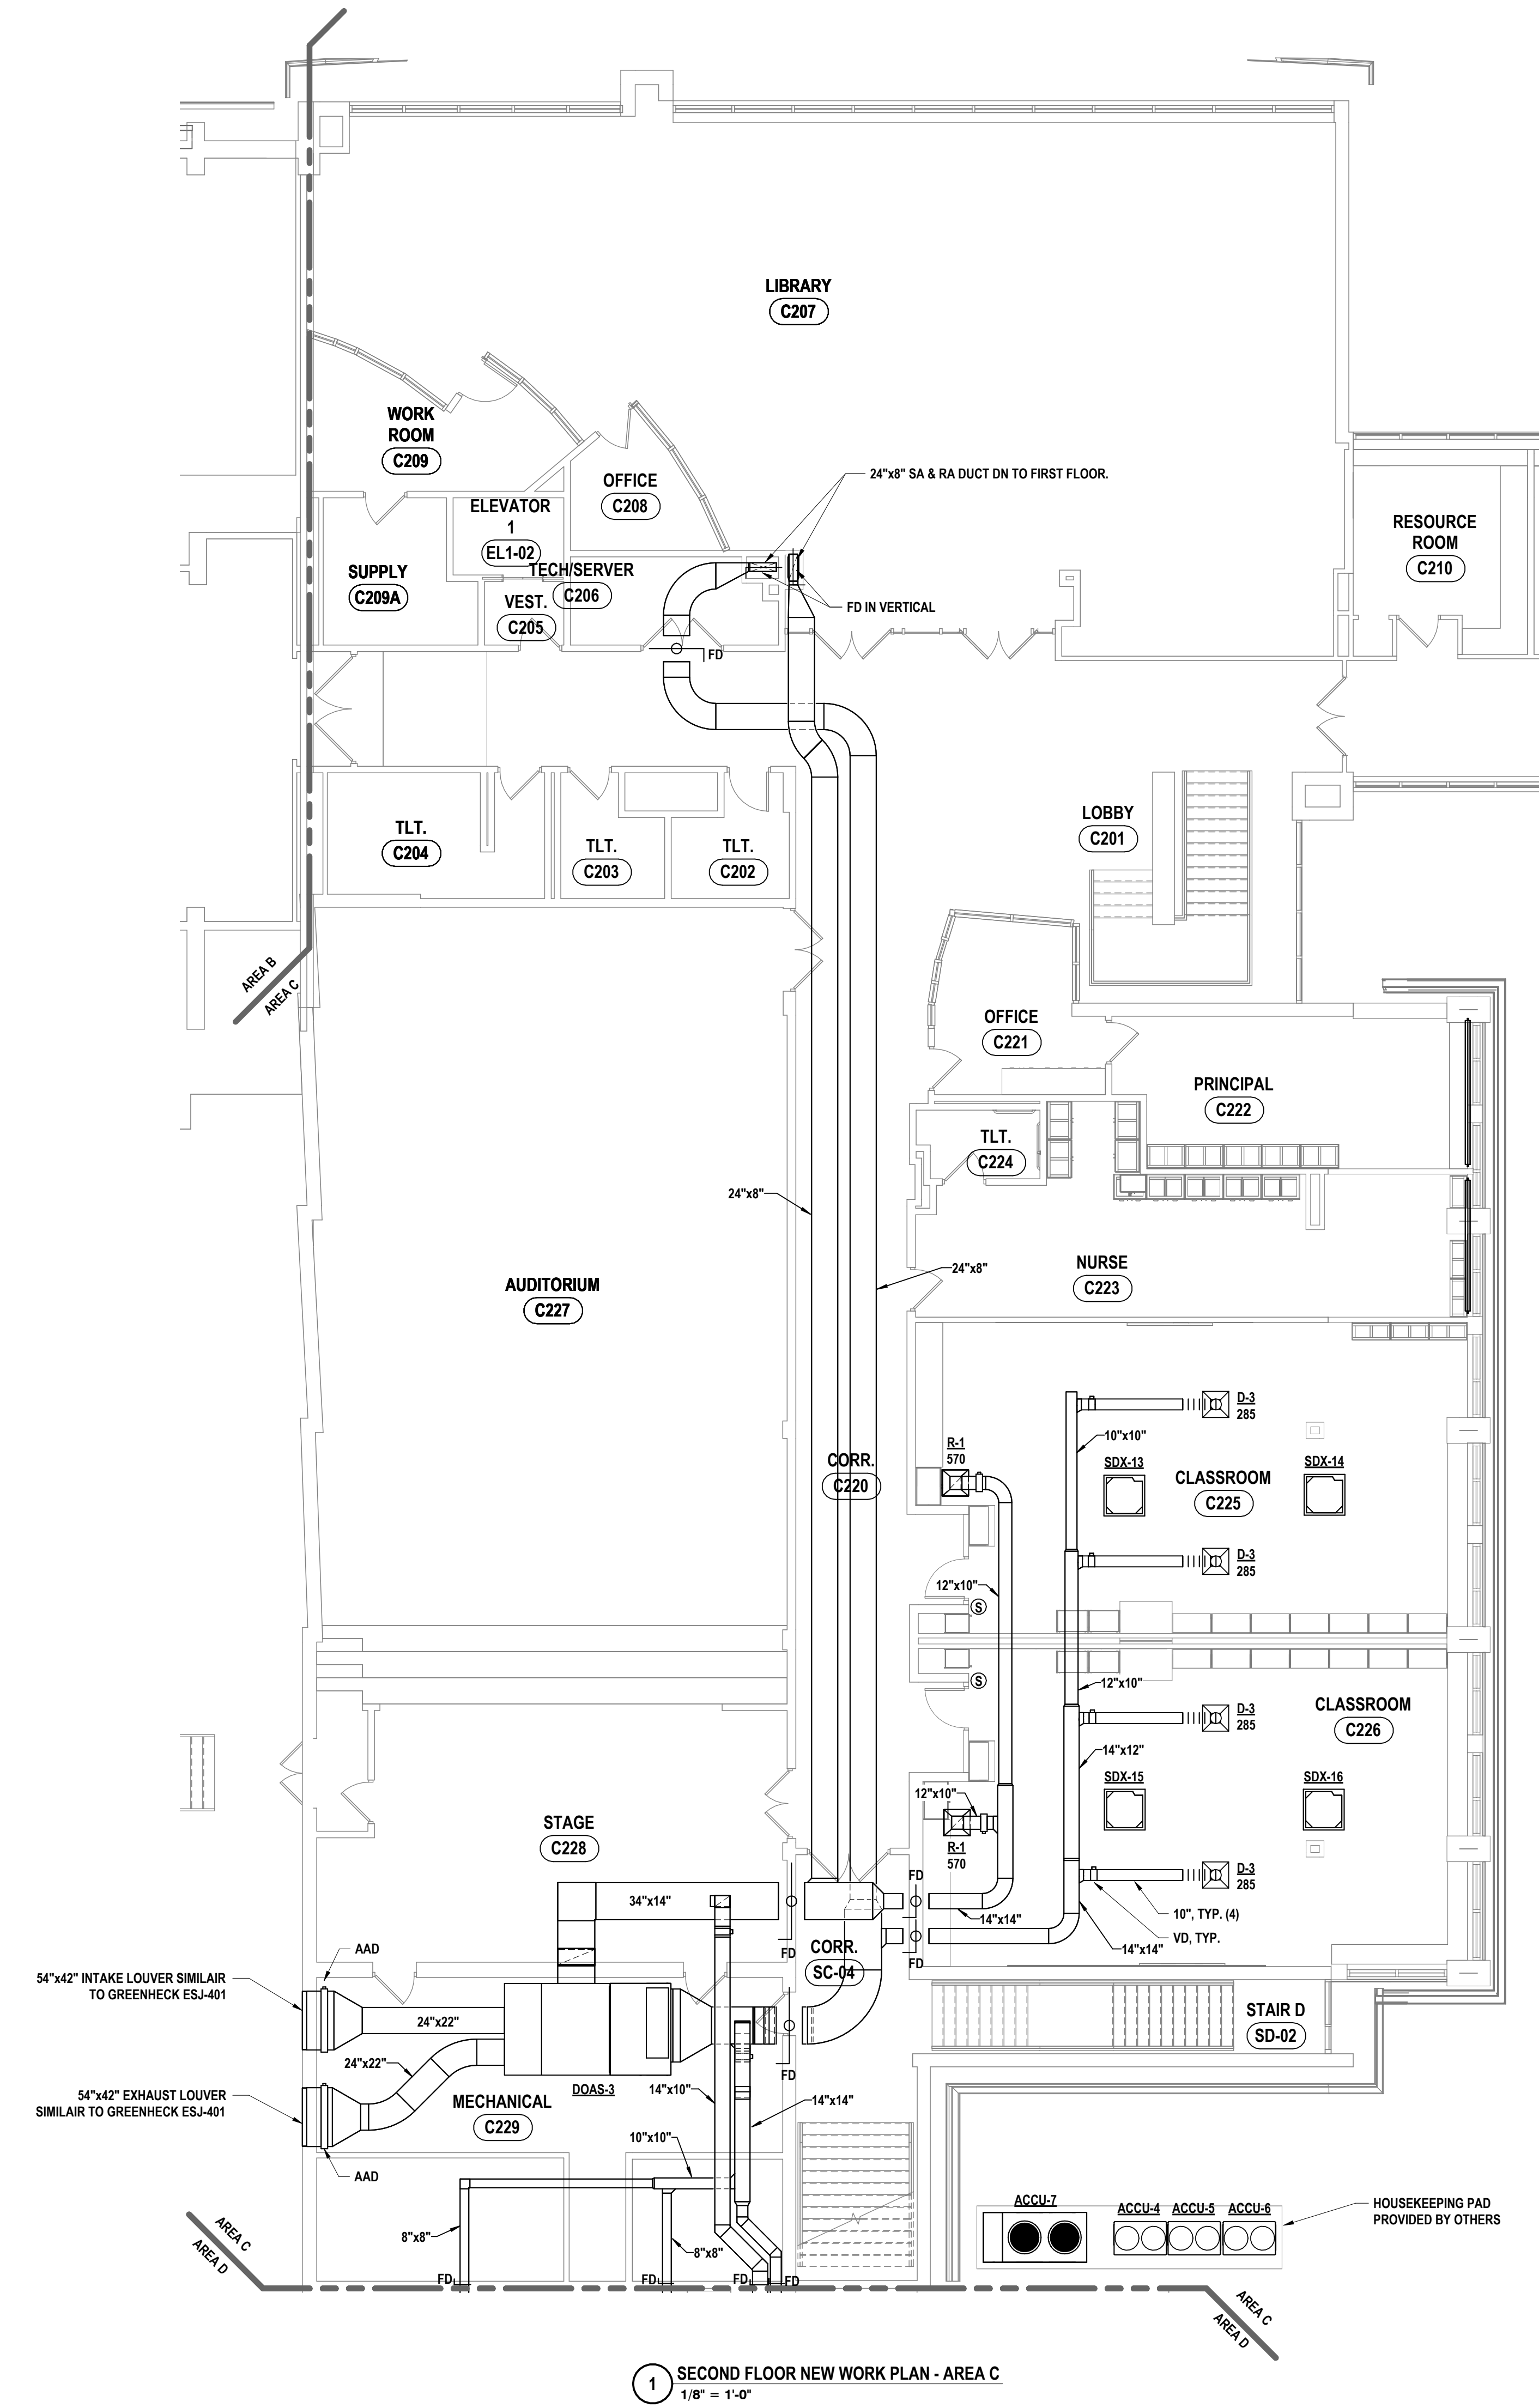 LIBRARY
C207
WORK
ROOM
C209
OFFICE
C208
24"x8" SA & RA DUCT DN TO FIRST FLOOR.
ELEVATOR
1
EL1-02
RESOURCE
ROOM
C210
SUPPLY
C209A
TECH/SERVER
C206
VEST.
C205
FD IN VERTICAL
FD
TLT.
C204
TLT.
C203
TLT.
C202
LOBBY
C201
AREA B
AREA C
OFFICE
C221
PRINCIPAL
C222
TLT.
C224
24"x8"
24"x8"
NURSE
C223
AUDITORIUM
C227
D-3
285
10"x10"
R-1
570
CORR.
C220
SDX-13
CLASSROOM
C225
SDX-14
D-3
285
12"x10"
S
S
12"x10"
D-3
285
CLASSROOM
C226
14"x12"
SDX-15
SDX-16
12"x10"
R-1
570
STAGE
C228
34"x14"
FD
FD
14"x14"
D-3
285
10", TYP. (4)
VD, TYP.
14"x14"
FD
CORR.
SC-04
AAD
54"x42" INTAKE LOUVER SIMILAIR
TO GREENHECK ESJ-401
24"x22"
24"x22"
STAIR D
SD-02
FD
54"x42" EXHAUST LOUVER
SIMILAIR TO GREENHECK ESJ-401
MECHANICAL
C229
DOAS-3
14"x10"
14"x14"
10"x10"
AAD
8"x8"
8"x8"
FD
FD
FD
FD
ACCU-7
ACCU-4
ACCU-5
ACCU-6
HOUSEKEEPING PAD
PROVIDED BY OTHERS
AREA C
AREA D
AREA C
AREA D
1
SECOND FLOOR NEW WORK PLAN - AREA C
1/8" = 1'-0"